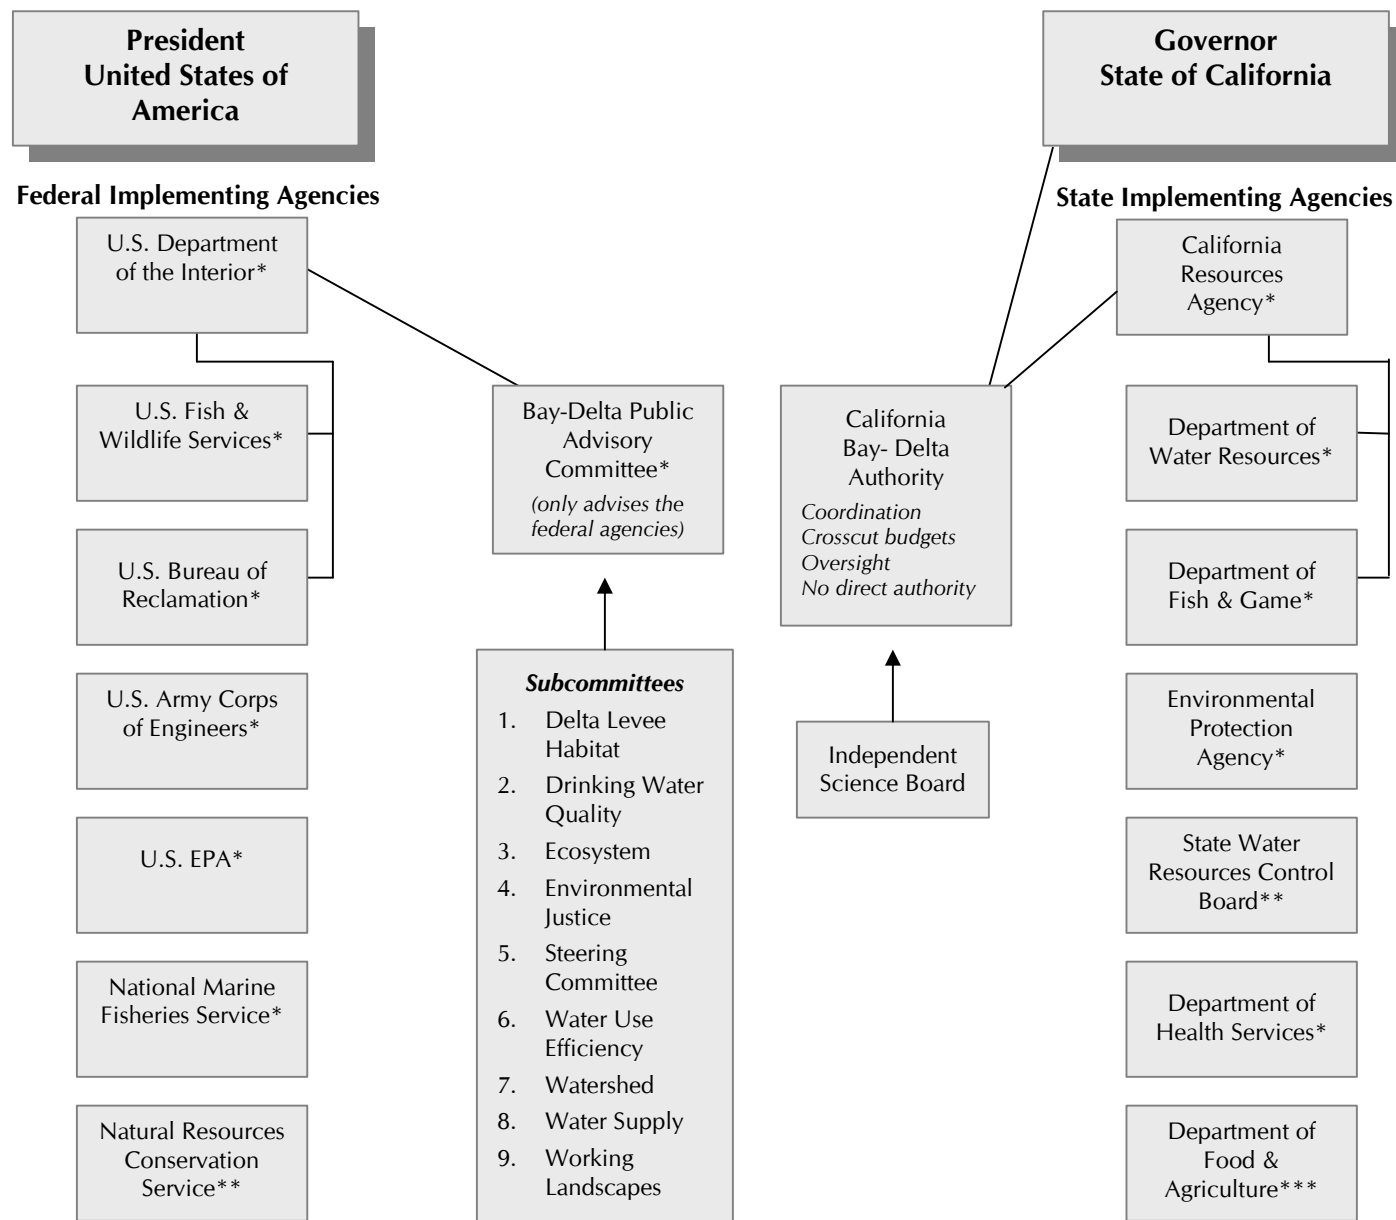 President
United States of
America
Governor
State of California
Federal Implementing Agencies
State Implementing Agencies
U.S. Department
of the Interior*
U.S. Fish &
Wildlife Services*
U.S. Bureau of
Reclamation*
U.S. Army Corps
of Engineers*
U.S. EPA*
National Marine
Fisheries Service*
Natural Resources
Conservation
Service**
Bay-Delta Public
Advisory
Committee*
(only advises the
federal agencies)
Subcommittees
1. Delta Levee
Habitat
2. Drinking Water
Quality
3. Ecosystem
4. Environmental
Justice
5. Steering
Committee
6. Water Use
Efficiency
7. Watershed
8. Water Supply
9. Working
Landscapes
California
Bay- Delta
Authority
Coordination
Crosscut budgets
Oversight
No direct authority
Independent
Science Board
California
Resources
Agency*
Department of
Water Resources*
Department of
Fish & Game*
Environmental
Protection
Agency*
State Water
Resources Control
Board**
Department of
Health Services*
Department of
Food &
Agriculture***